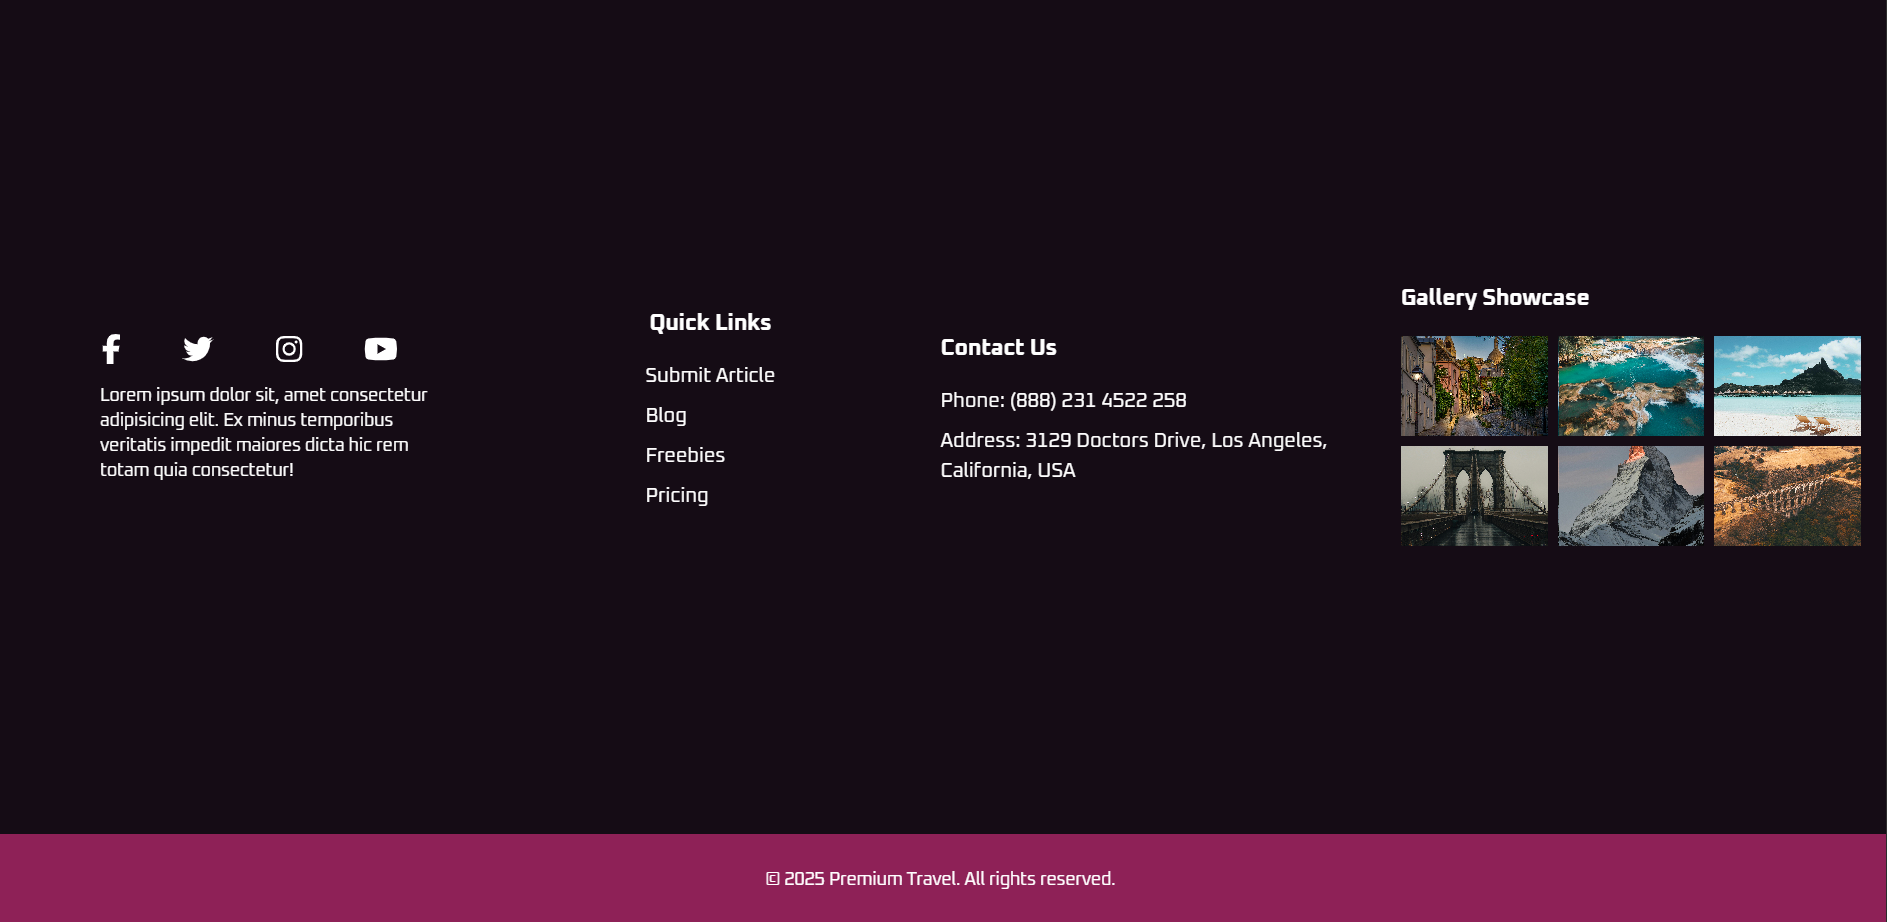 Lorem ipsum dolor sit, amet consectetur
adipisicing elit. Ex minus temporibus
veritatis impedit maiores dicta hic rem
totam quia consectetur!
Quick Links
Submit Article
Blog
Freebies
Pricing
Contact Us
Phone: (888) 231 4522 258
Address: 3129 Doctors Drive, Los Angeles,
California, USA
Gallery Showcase
© 2025 Premium Travel. All rights reserved.